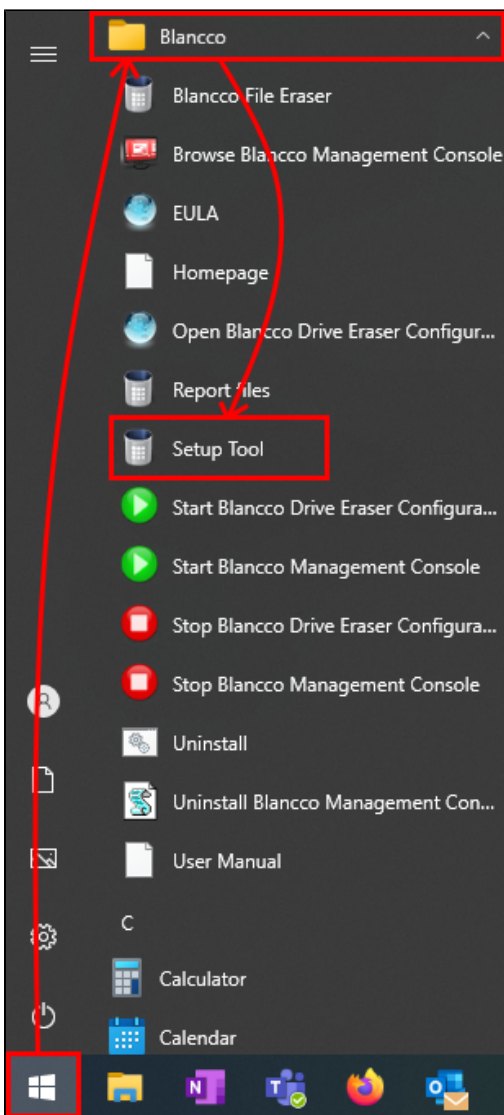 Blancco
Blancco File Eraser
Browse Blancco Management Console
EULA
Homepage
Open Blancco Drive Eraser Configur...
Report files
Setup Tool
Start Blancco Drive Eraser Configura...
Start Blancco Management Console
Stop Blancco Drive Eraser Configura...
Stop Blancco Management Console
Uninstall
Uninstall Blancco Management Con...
User Manual
C
Calculator
Calendar